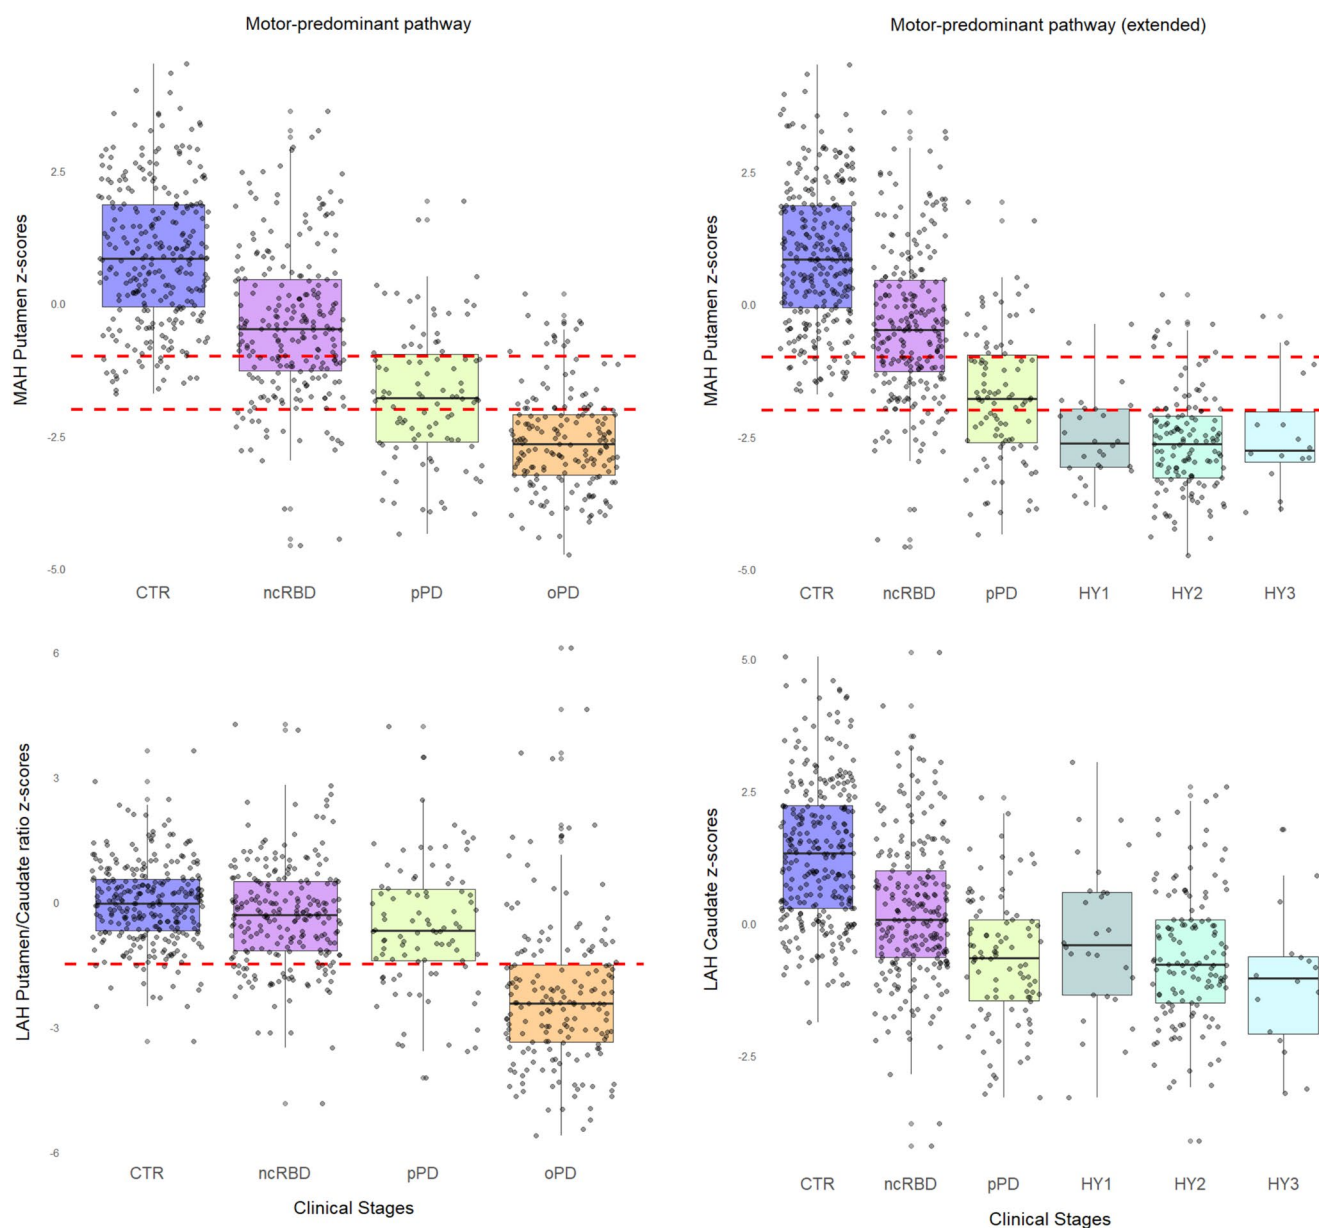 Motor-predominant pathway
MAH Putamen z-scores
2.5
0.0
-2.5
-5.0
CTR ncRBD pPD oPD
Motor-predominant pathway (extended)
MAH Putamen z-scores
2.5
0.0
-2.5
-5.0
CTR ncRBD pPD HY1 HY2 HY3
LAH Putamen/Caudate ratio z-scores
6
3
0
-3
-6
CTR ncRBD pPD oPD
Clinical Stages
LAH Caudate z-scores
5.0
2.5
0.0
-2.5
CTR ncRBD pPD HY1 HY2 HY3
Clinical Stages